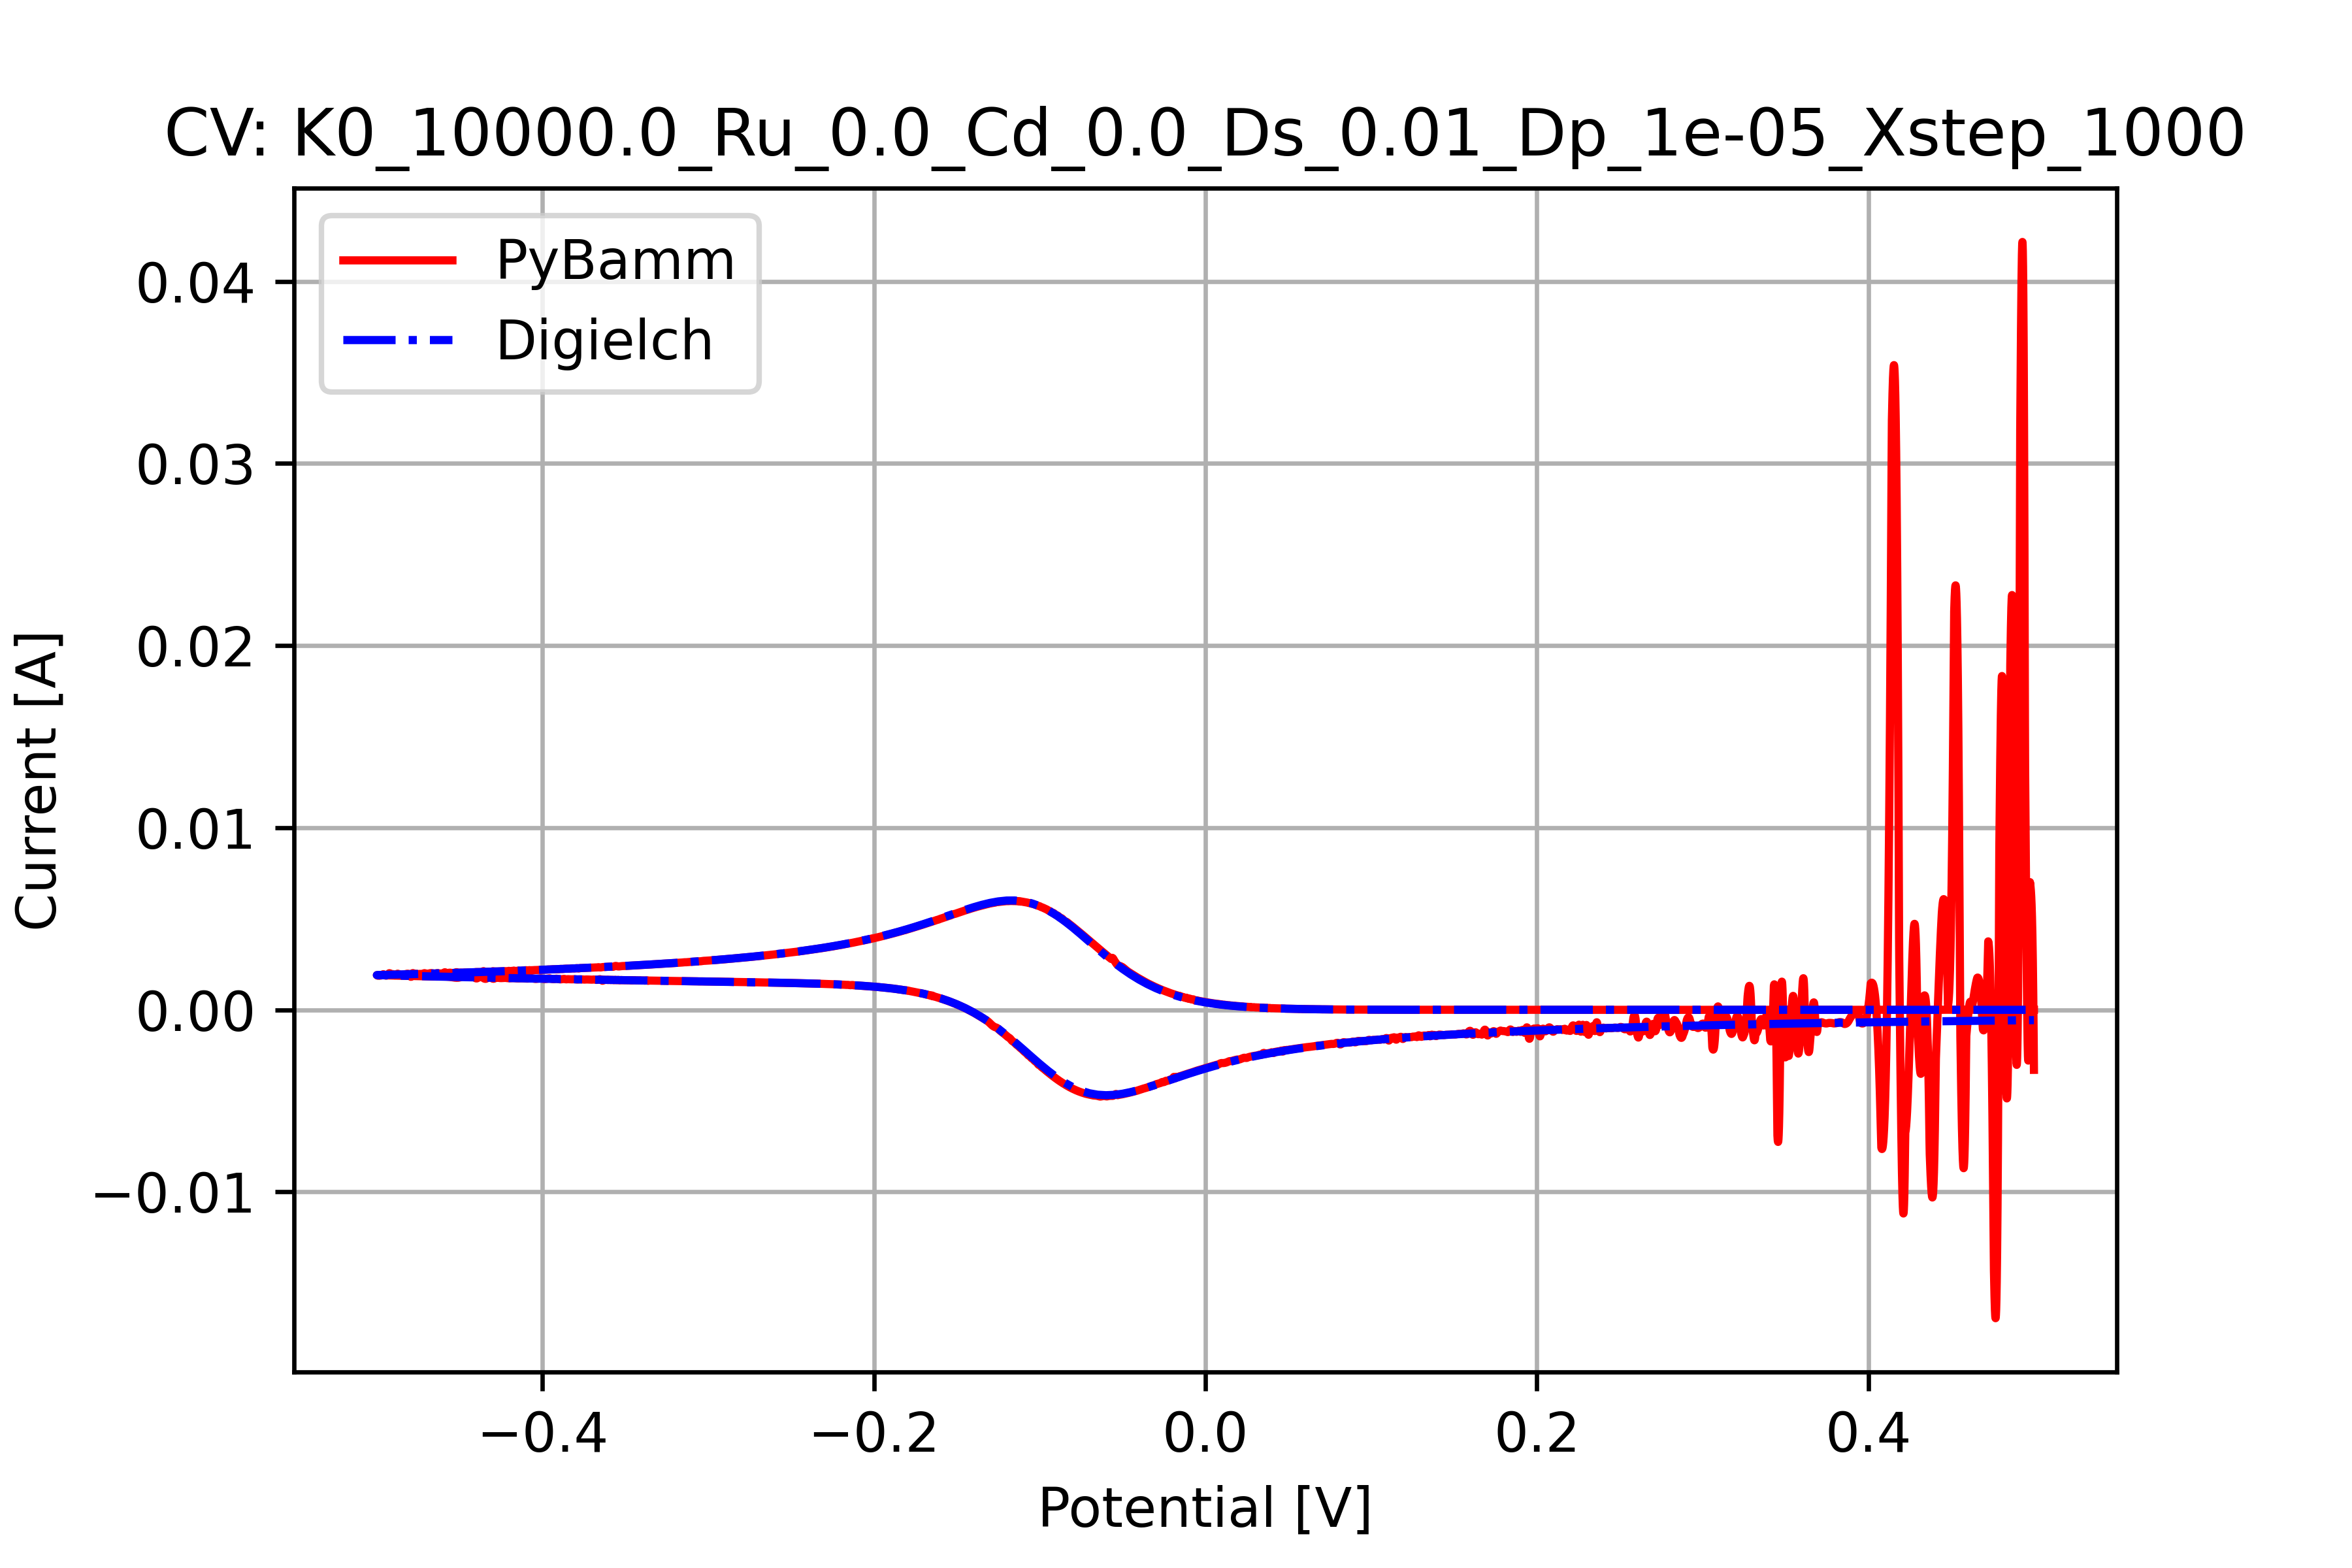 CV: K0_10000.0_Ru_0.0_Cd_0.0_Ds_0.01_Dp_1e-05_Xstep_1000
PyBamm
Digielch
0.04
0.03
0.02
0.01
0.00
−0.01
Current [A]
−0.4
−0.2
0.0
0.2
0.4
Potential [V]